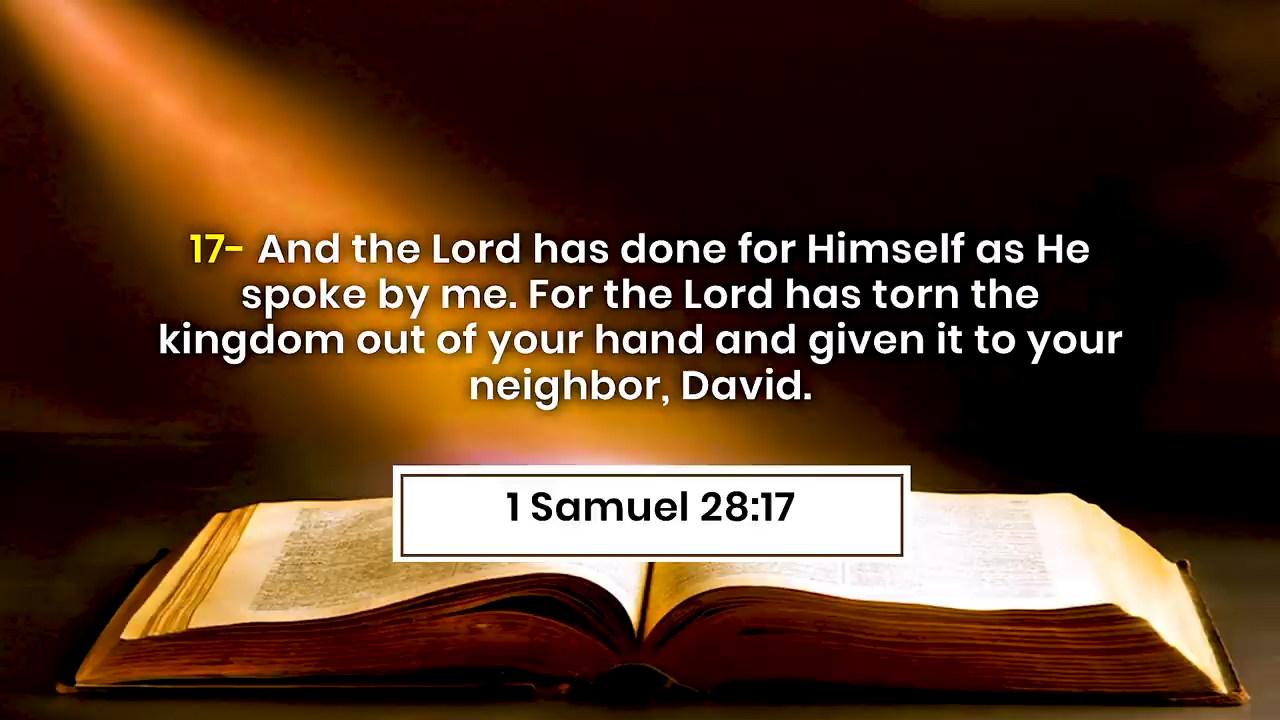 17- And the Lord has done for Himself as He
spoke by me. For the Lord has torn the
kingdom out of your hand and given it to your
neighbor, David.
1 Samuel 28:17